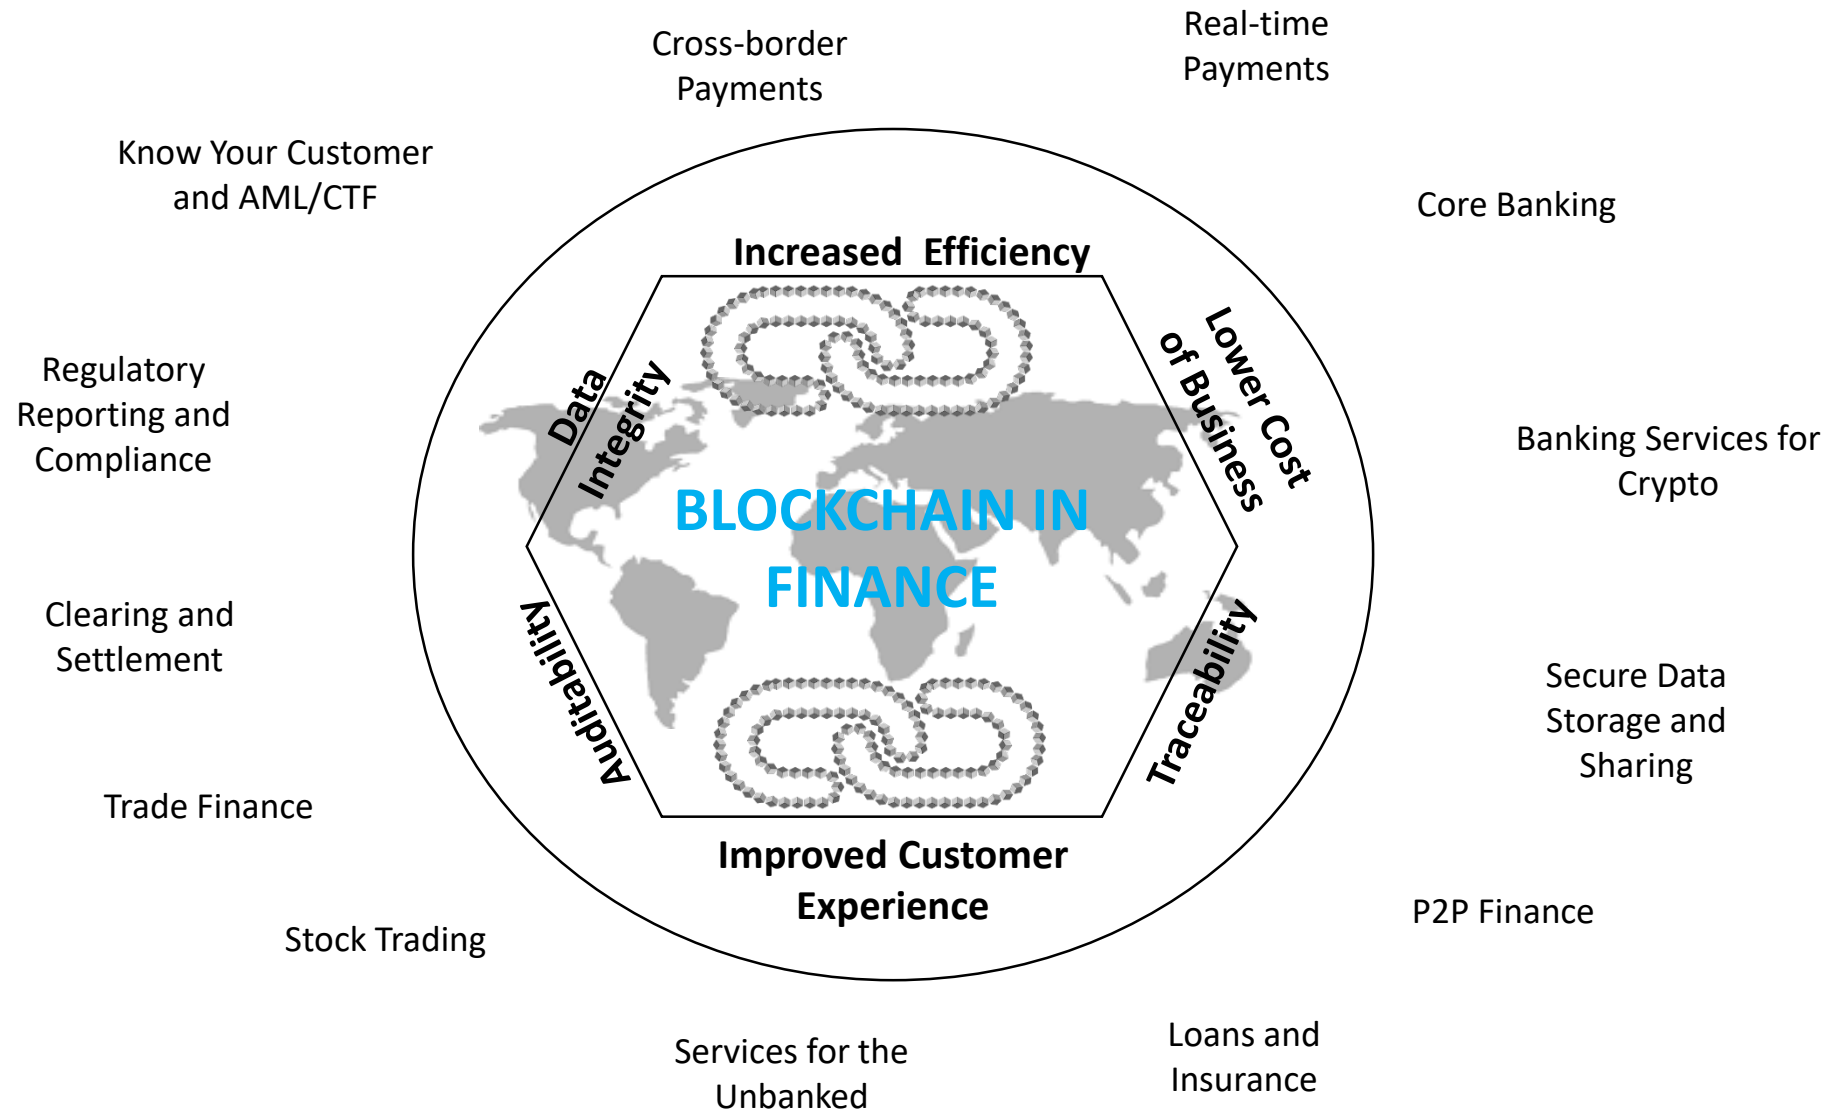 Cross-border
Payments
Real-time
Payments
Know Your Customer
and AML/CTF
Core Banking
Increased  Efficiency
Lower Cost
of Business
Data
Integrity
Regulatory
Reporting and
Compliance
Banking Services for
Crypto
BLOCKCHAIN IN
FINANCE
Clearing and
Settlement
Auditability
Traceability
Secure Data
Storage and
Sharing
Trade Finance
Improved Customer
Experience
P2P Finance
Stock Trading
Services for the
Unbanked
Loans and
Insurance